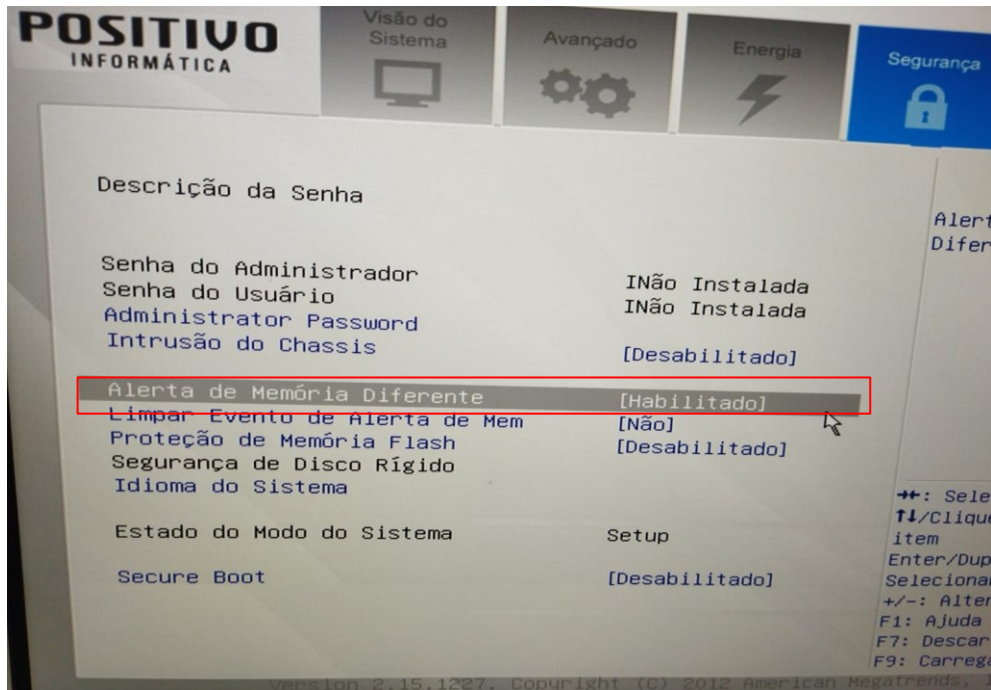 POSITIVO
INFORMÁTICA
Visão do
Sistema
Avançado
Energia
Segurança
Descrição da Senha
Senha do Administrador INão Instalada
Senha do Usuário INão Instalada
Administrator Password
Intrusão do Chassis [Desabilitado]
Alerta de Memória Diferente [Habilitado]
Limpar Evento de Alerta de Mem [Não]
Proteção de Memória Flash [Desabilitado]
Segurança de Disco Rígido
Idioma do Sistema
Estado do Modo do Sistema Setup
Secure Boot [Desabilitado]
Alert
Difer
→←: Sele
↑↓/Clique
item
Enter/Dup
Selecionar
+/-: Alter
F1: Ajuda
F7: Descar
F9: Carrega
Version 2.15.1227. Copyright (C) 2012 American Megatrends, I